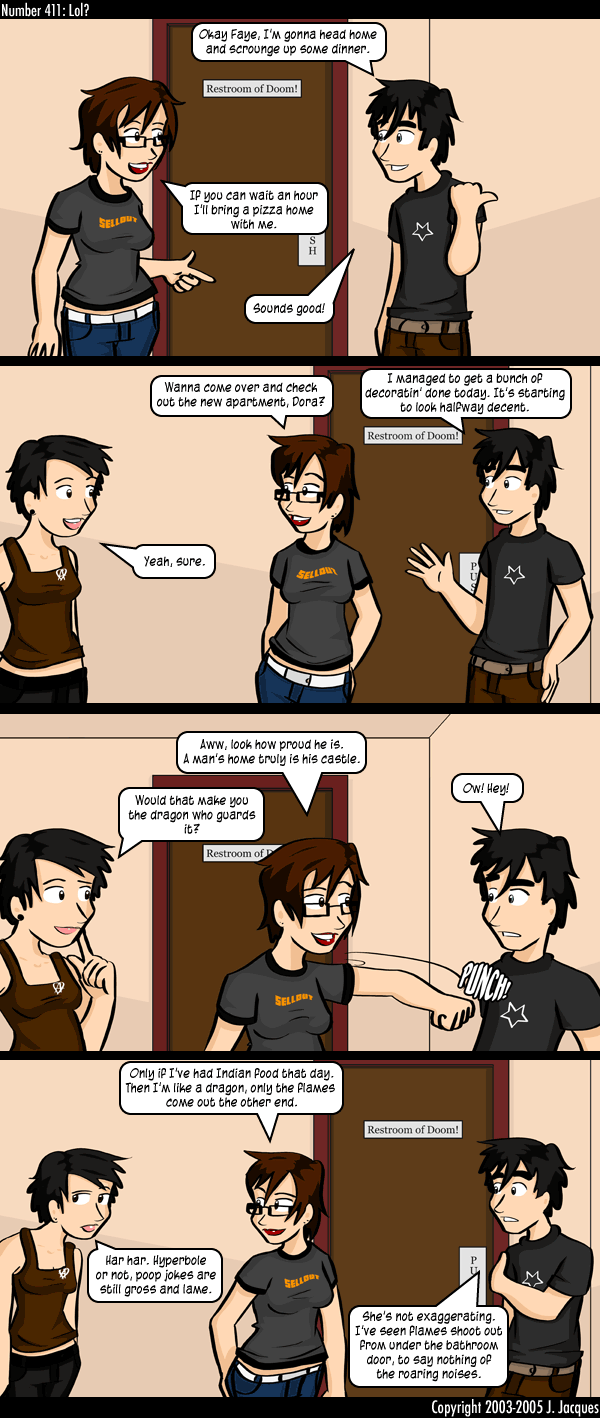 Number 411: Lol?
Okay Faye, I'm gonna head home
and scrounge up some dinner.
Restroom of Doom!
If you can wait an hour
I'll bring a pizza home
with me.
SELLOUT
S
H
Sounds good!
Wanna come over and check
out the new apartment, Dora?
I managed to get a bunch of
decoratin' done today. It's starting
to look halfway decent.
Restroom of Doom!
Yeah, sure.
SELLOUT
P
U
S
Aww, look how proud he is.
A man's home truly is his castle.
Would that make you
the dragon who guards
it?
Ow! Hey!
Restroom of D
PUNCH!
SELLOUT
Only if I've had Indian food that day.
Then I'm like a dragon, only the flames
come out the other end.
Restroom of Doom!
Har har. Hyperbole
or not, poop jokes are
still gross and lame.
SELLOUT
P
U
She's not exaggerating.
I've seen flames shoot out
from under the bathroom
door, to say nothing of
the roaring noises.
Copyright 2003-2005 J. Jacques